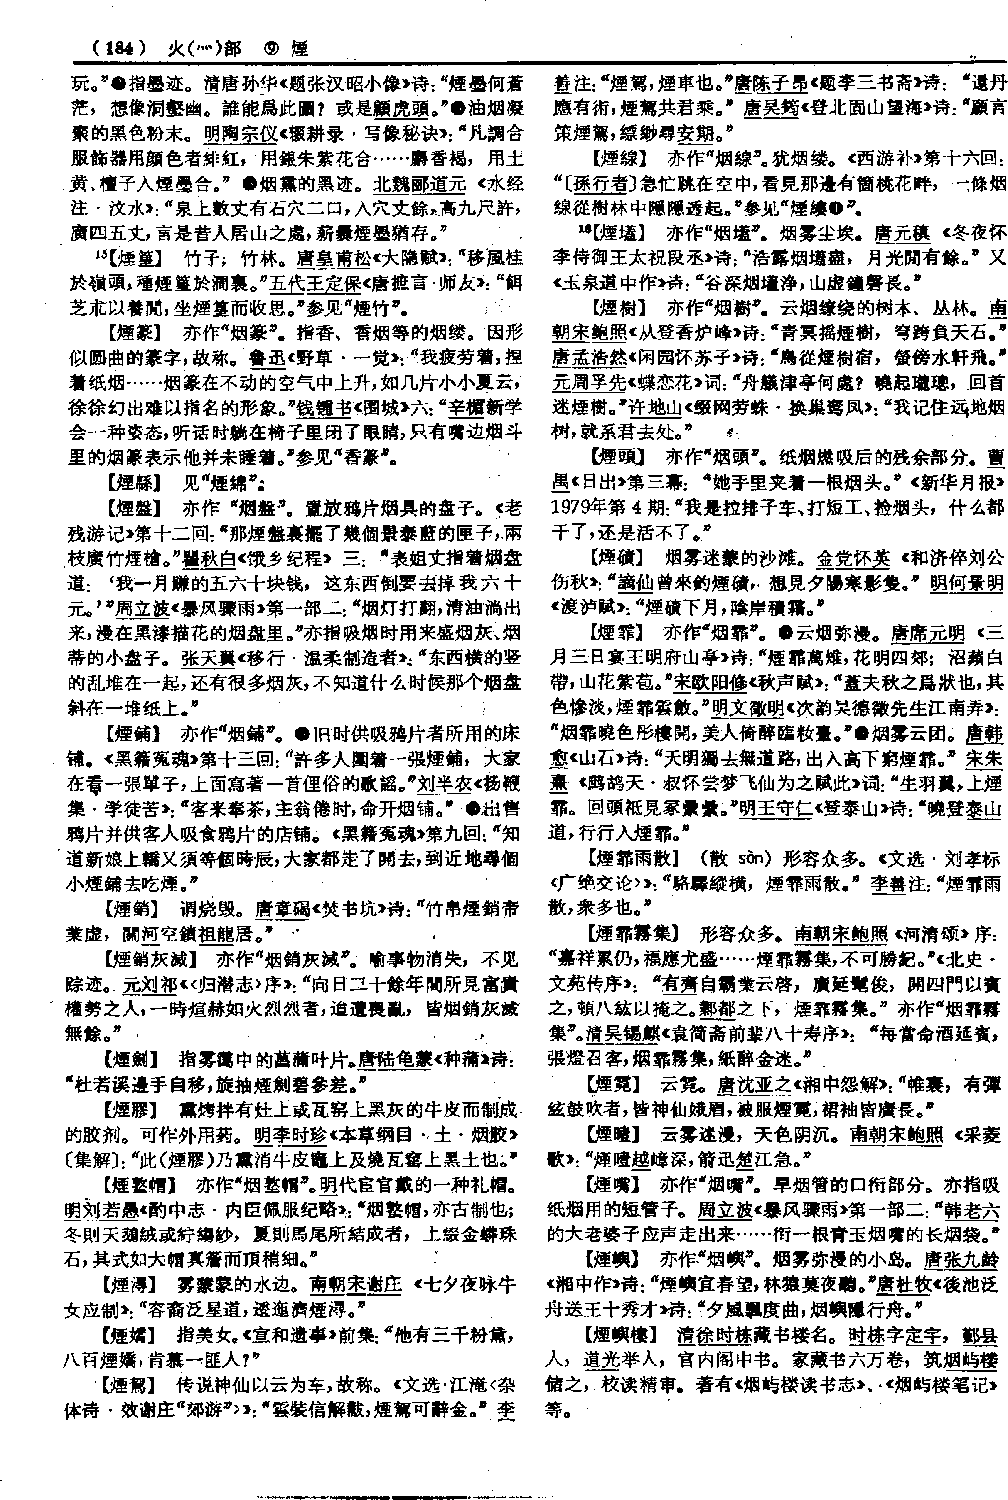 （184） 火(灬)部 ⑨ 煙
玩。”❸指墨迹。清唐孙华《题张汉昭小像》诗：“煙墨何蒼
茫，想像洞壑幽。誰能爲此圖？或是顧虎頭。”❹油烟凝
聚的黑色粉末。明陶宗仪《辍耕录·写像秘诀》：“凡調合
服飾器用顔色者緋紅，用銀朱紫花合……麝香褐，用土
黄、檀子入煙墨合。”❺烟熏的黑迹。北魏郦道元《水经
注·汶水》：“泉上數丈有石穴二口，入穴丈餘，高九尺許，
廣四五丈，言是昔人居山之處，薪爨煙墨猶存。”
¹⁵【煙篁】 竹子；竹林。唐皇甫松《大隐赋》：“移風桂
於嶺頭，種煙篁於澗裏。”五代王定保《唐摭言·师友》：“餌
芝朮以養閒，坐煙篁而收思。”参见“煙竹”。
【煙篆】 亦作“烟篆”。指香、香烟等的烟缕。因形
似圆曲的篆字，故称。鲁迅《野草·一觉》：“我疲劳着，捏
着纸烟……烟篆在不动的空气中上升，如几片小小夏云，
徐徐幻出难以指名的形象。”钱锺书《围城》六：“辛楣新学
会一种姿态，听话时躺在椅子里闭了眼睛，只有嘴边烟斗
里的烟篆表示他并未睡着。”参见“香篆”。
【煙緜】 见“煙綿”。
【煙盤】 亦作“烟盤”。置放鸦片烟具的盘子。《老
残游记》第十二回：“那煙盤裏擺了幾個景泰藍的匣子，兩
枝廣竹煙槍。”瞿秋白《饿乡纪程》三：“表姐丈指着烟盘
道：‘我一月赚的五六十块钱，这东西倒要去掉我六十
元。’”周立波《暴风骤雨》第一部二：“烟灯打翻，清油淌出
来，漫在黑漆描花的烟盘里。”亦指吸烟时用来盛烟灰、烟
蒂的小盘子。张天翼《移行·温柔制造者》：“东西横的竖
的乱堆在一起，还有很多烟灰，不知道什么时候那个烟盘
斜在一堆纸上。”
【煙鋪】 亦作“烟鋪”。❶旧时供吸鸦片者所用的床
铺。《黑籍冤魂》第十三回：“許多人圍着一張煙鋪，大家
在看一張單子，上面寫著一首俚俗的歌謡。”刘半农《扬鞭
集·学徒苦》：“客来奉茶，主翁倦时，命开烟铺。”❷出售
鸦片并供客人吸食鸦片的店铺。《黑籍冤魂》第九回：“知
道新娘上轎又須等個時辰，大家都走了開去，到近地尋個
小煙鋪去吃煙。”
【煙銷】 谓烧毁。唐章碣《焚书坑》诗：“竹帛煙銷帝
業虚，關河空鎖祖龍居。”
【煙銷灰滅】 亦作“烟銷灰滅”。喻事物消失，不见
踪迹。元刘祁《〈归潜志〉序》：“向日二十餘年間所見富貴
權勢之人，一時煊赫如火烈烈者，迨遭喪亂，皆烟銷灰滅
無餘。”
【煙劍】 指雾霭中的菖蒲叶片。唐陆龟蒙《种蒲》诗：
“杜若溪邊手自移，旋抽煙劍碧參差。”
【煙膠】 熏烤拌有灶上或瓦窑上黑灰的牛皮而制成
的胶剂。可作外用药。明李时珍《本草纲目·土·烟胶》
〔集解〕：“此（煙膠）乃熏消牛皮竈上及燒瓦窰上黑土也。”
【煙墪帽】 亦作“烟墪帽”。明代宦官戴的一种礼帽。
明刘若愚《酌中志·内臣佩服纪略》：“烟墪帽，亦古制也；
冬則天鵝絨或紵縐紗，夏則馬尾所結成者，上綴金蟒珠
石，其式如大帽真簷而頂稍細。”
【煙潯】 雾蒙蒙的水边。南朝宋谢庄《七夕夜咏牛
女应制》：“容裔泛星道，逶迤濟煙潯。”
【煙嬌】 指美女。《宣和遗事》前集：“他有三千粉黛，
八百煙嬌，肯慕一匪人？”
【煙駕】 传说神仙以云为车，故称。《文选·江淹〈杂
体诗·效谢庄“郊游”〉》：“雲裝信解黻，煙駕可辭金。”李
善注：“煙駕，煙車也。”唐陈子昂《题李三书斋》诗：“還丹
應有術，煙駕共君乘。”唐吴筠《登北固山望海》诗：“願言
策煙駕，縹緲尋安期。”
【煙線】 亦作“烟線”。犹烟缕。《西游补》第十六回：
“〔孫行者〕急忙跳在空中，看見那邊有箇桃花畔，一條烟
線從樹林中隱隱透起。”参见“煙縷❶”。
¹⁶【煙壒】 亦作“烟壒”。烟雾尘埃。唐元稹《冬夜怀
李侍御王太祝段丞》诗：“浩露烟壒盡，月光閒有餘。”又
《玉泉道中作》诗：“谷深烟壒浄，山虚鐘磬長。”
【煙樹】 亦作“烟樹”。云烟缭绕的树木、丛林。南
朝宋鲍照《从登香炉峰》诗：“青冥摇煙樹，穹跨負天石。”
唐孟浩然《闲园怀苏子》诗：“鳥從煙樹宿，螢傍水軒飛。”
元周孚先《蝶恋花》词：“舟艤津亭何處？曉起瓏璁，回首
迷煙樹。”许地山《缀网劳蛛·换巢鸾凤》：“我记住远地烟
树，就系君去处。”
【煙頭】 亦作“烟頭”。纸烟燃吸后的残余部分。曹
禺《日出》第三幕：“她手里夹着一根烟头。”《新华月报》
1979年第4期：“我是拉排子车、打短工、捡烟头，什么都
干了，还是活不了。”
【煙磧】 烟雾迷蒙的沙滩。金党怀英《和济倅刘公
伤秋》：“謫仙曾來釣煙磧，想見夕陽寒影隻。”明何景明
《渡泸赋》：“煙磧下月，陰岸積霜。”
【煙霏】 亦作“烟霏”。❶云烟弥漫。唐席元明《三
月三日宴王明府山亭》诗：“煙霏萬雉，花明四郊；沼蘋白
帶，山花紫苞。”宋欧阳修《秋声赋》：“蓋夫秋之爲狀也，其
色慘淡，煙霏雲斂。”明文徵明《次韵吴德徵先生江南弄》：
“烟霏曉色彤樓開，美人倚醉臨妝臺。”❷烟雾云团。唐韩
愈《山石》诗：“天明獨去無道路，出入高下窮煙霏。”宋朱
熹《鹧鸪天·叔怀尝梦飞仙为之赋此》词：“生羽翼，上煙
霏。回頭衹見冢纍纍。”明王守仁《登泰山》诗：“曉登泰山
道，行行入煙霏。”
【煙霏雨散】 （散 sǒn）形容众多。《文选·刘孝标
〈广绝交论〉》：“駱驛縱横，煙霏雨散。”李善注：“煙霏雨
散，衆多也。”
【煙霏霧集】 形容众多。南朝宋鲍照《河清颂》序：
“嘉祥累仍，福應尤盛……煙霏霧集，不可勝紀。”《北史·
文苑传序》：“有齊自霸業云啓，廣延髦俊，開四門以賓
之，頓八紘以掩之。鄴都之下，煙霏霧集。”亦作“烟霏霧
集”。清吴锡麒《袁简斋前辈八十寿序》：“每當命酒延賓，
張燈召客，烟霏霧集，紙醉金迷。”
【煙霓】 云霓。唐沈亚之《湘中怨解》：“帷裹，有彈
絃鼓吹者，皆神仙娥眉，被服煙霓，裙袖皆廣長。”
【煙曀】 云雾迷漫，天色阴沉。南朝宋鲍照《采菱
歌》：“煙曀越嶂深，箭迅楚江急。”
【煙嘴】 亦作“烟嘴”。旱烟管的口衔部分。亦指吸
纸烟用的短管子。周立波《暴风骤雨》第一部二：“韩老六
的大老婆子应声走出来……衔一根青玉烟嘴的长烟袋。”
【煙嶼】 亦作“烟嶼”。烟雾弥漫的小岛。唐张九龄
《湘中作》诗：“煙嶼宜春望，林猿莫夜聽。”唐杜牧《後池泛
舟送王十秀才》诗：“夕風飄度曲，烟嶼隱行舟。”
【煙嶼樓】 清徐时栋藏书楼名。时栋字定宇，鄞县
人，道光举人，官内阁中书。家藏书六万卷，筑烟屿楼
储之，校读精审。著有《烟屿楼读书志》、《烟屿楼笔记》
等。